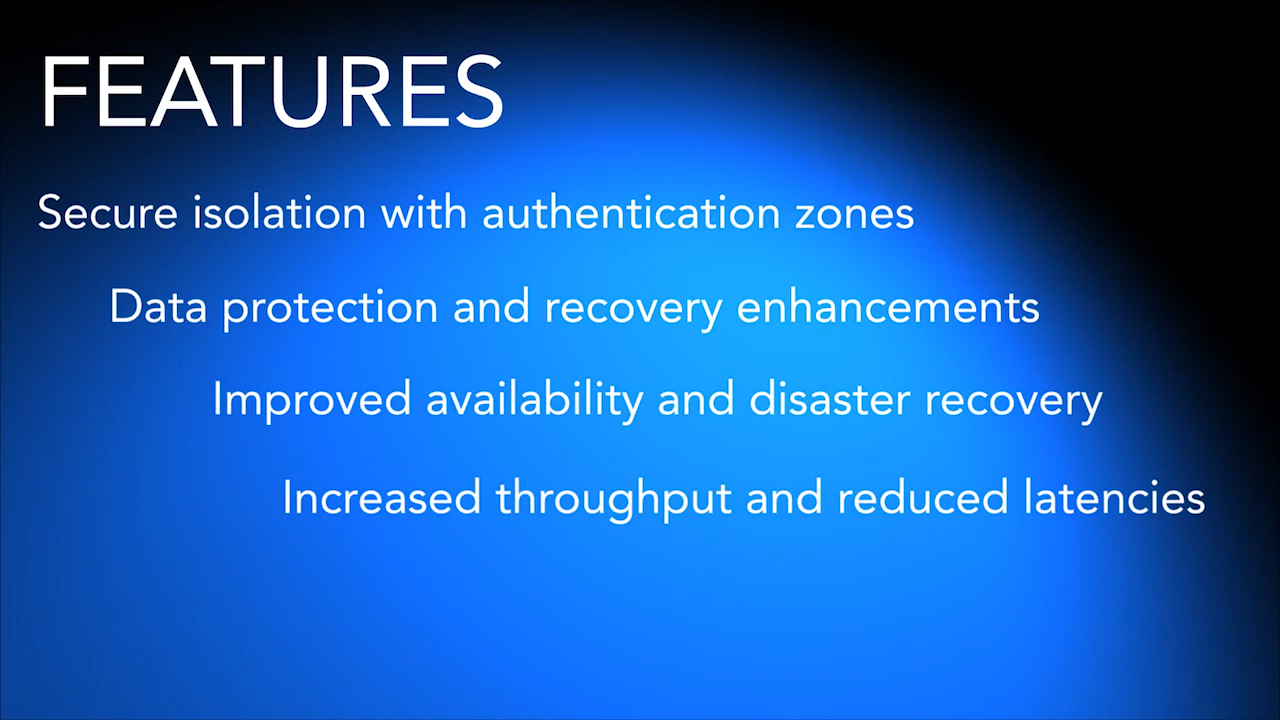 FEATURES
Secure isolation with authentication zones
Data protection and recovery enhancements
Improved availability and disaster recovery
Increased throughput and reduced latencies